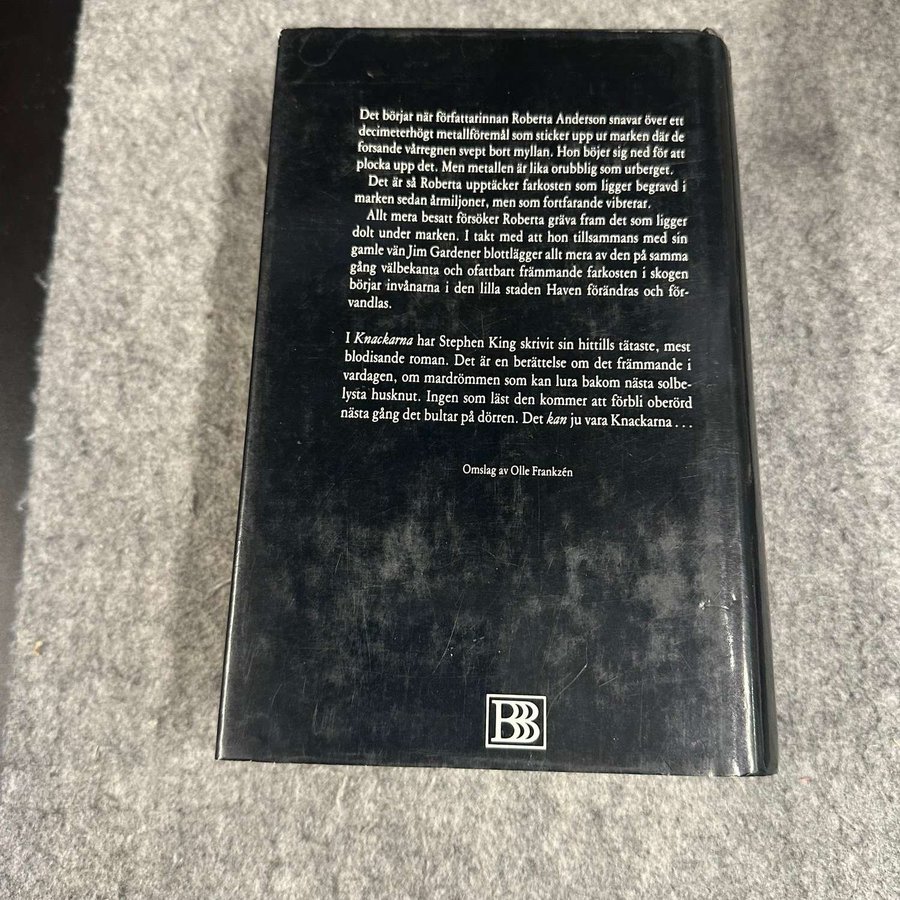 Det börjar när författarinnan Roberta Anderson snavar över ett
decimeterhögt metallföremål som sticker upp ur marken där de
forsande vårregnen svept bort myllan. Hon böjer sig ned för att
plocka upp det. Men metallen är lika orubblig som urberget.
Det är så Roberta upptäcker farkosten som ligger begravd i
marken sedan årmiljoner, men som fortfarande vibrerar.
Allt mera besatt försöker Roberta gräva fram det som ligger
dolt under marken. I takt med att hon tillsammans med sin
gamle vän Jim Gardener blottlägger allt mera av den på samma
gång välbekanta och ofattbart främmande farkosten i skogen
börjar invånarna i den lilla staden Haven förändras och för-
vandlas.
I Knackarna har Stephen King skrivit sin hittills tätaste, mest
blodisande roman. Det är en berättelse om det främmande i
vardagen, om mardrömmen som kan lura bakom nästa solbe-
lysta husknut. Ingen som läst den kommer att förbli oberörd
nästa gång det bultar på dörren. Det kan ju vara Knackarna . . .
Omslag av Olle Frankzén
BBB